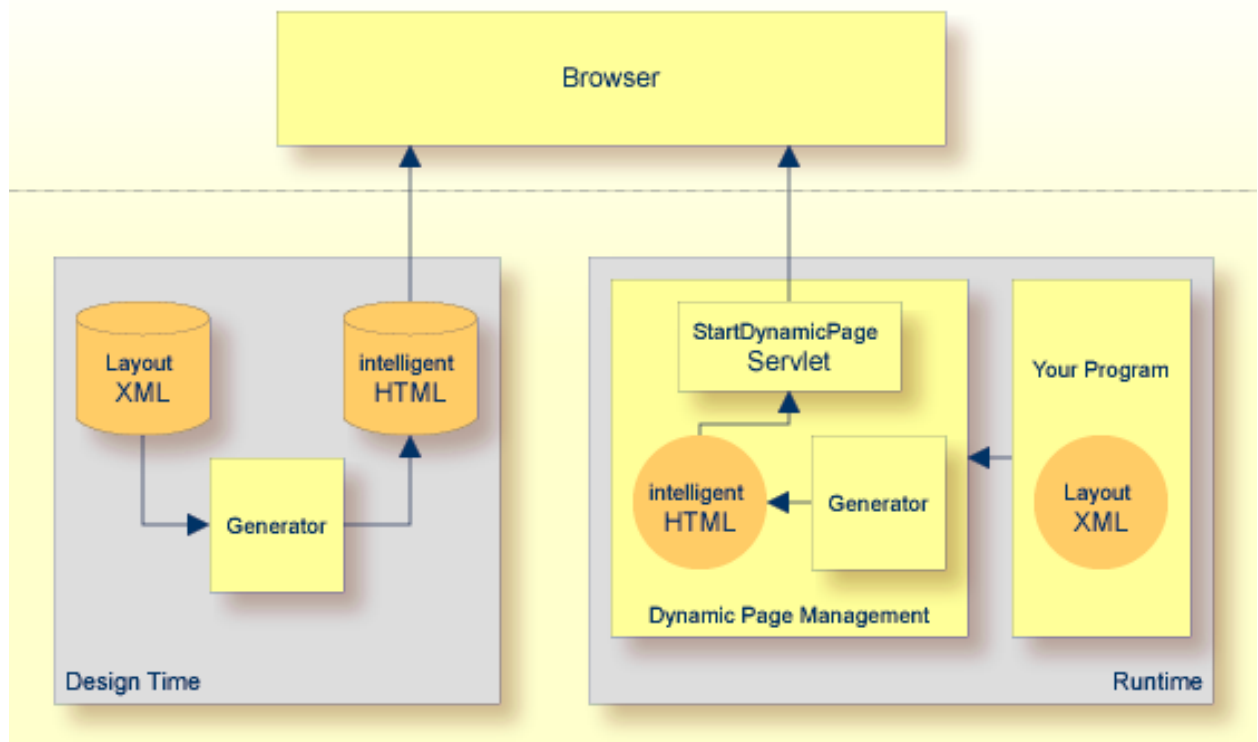 Browser
Layout
XML
intelligent
HTML
Generator
Design Time
StartDynamicPage
Servlet
intelligent
HTML
Generator
Dynamic Page Management
Your Program
Layout
XML
Runtime